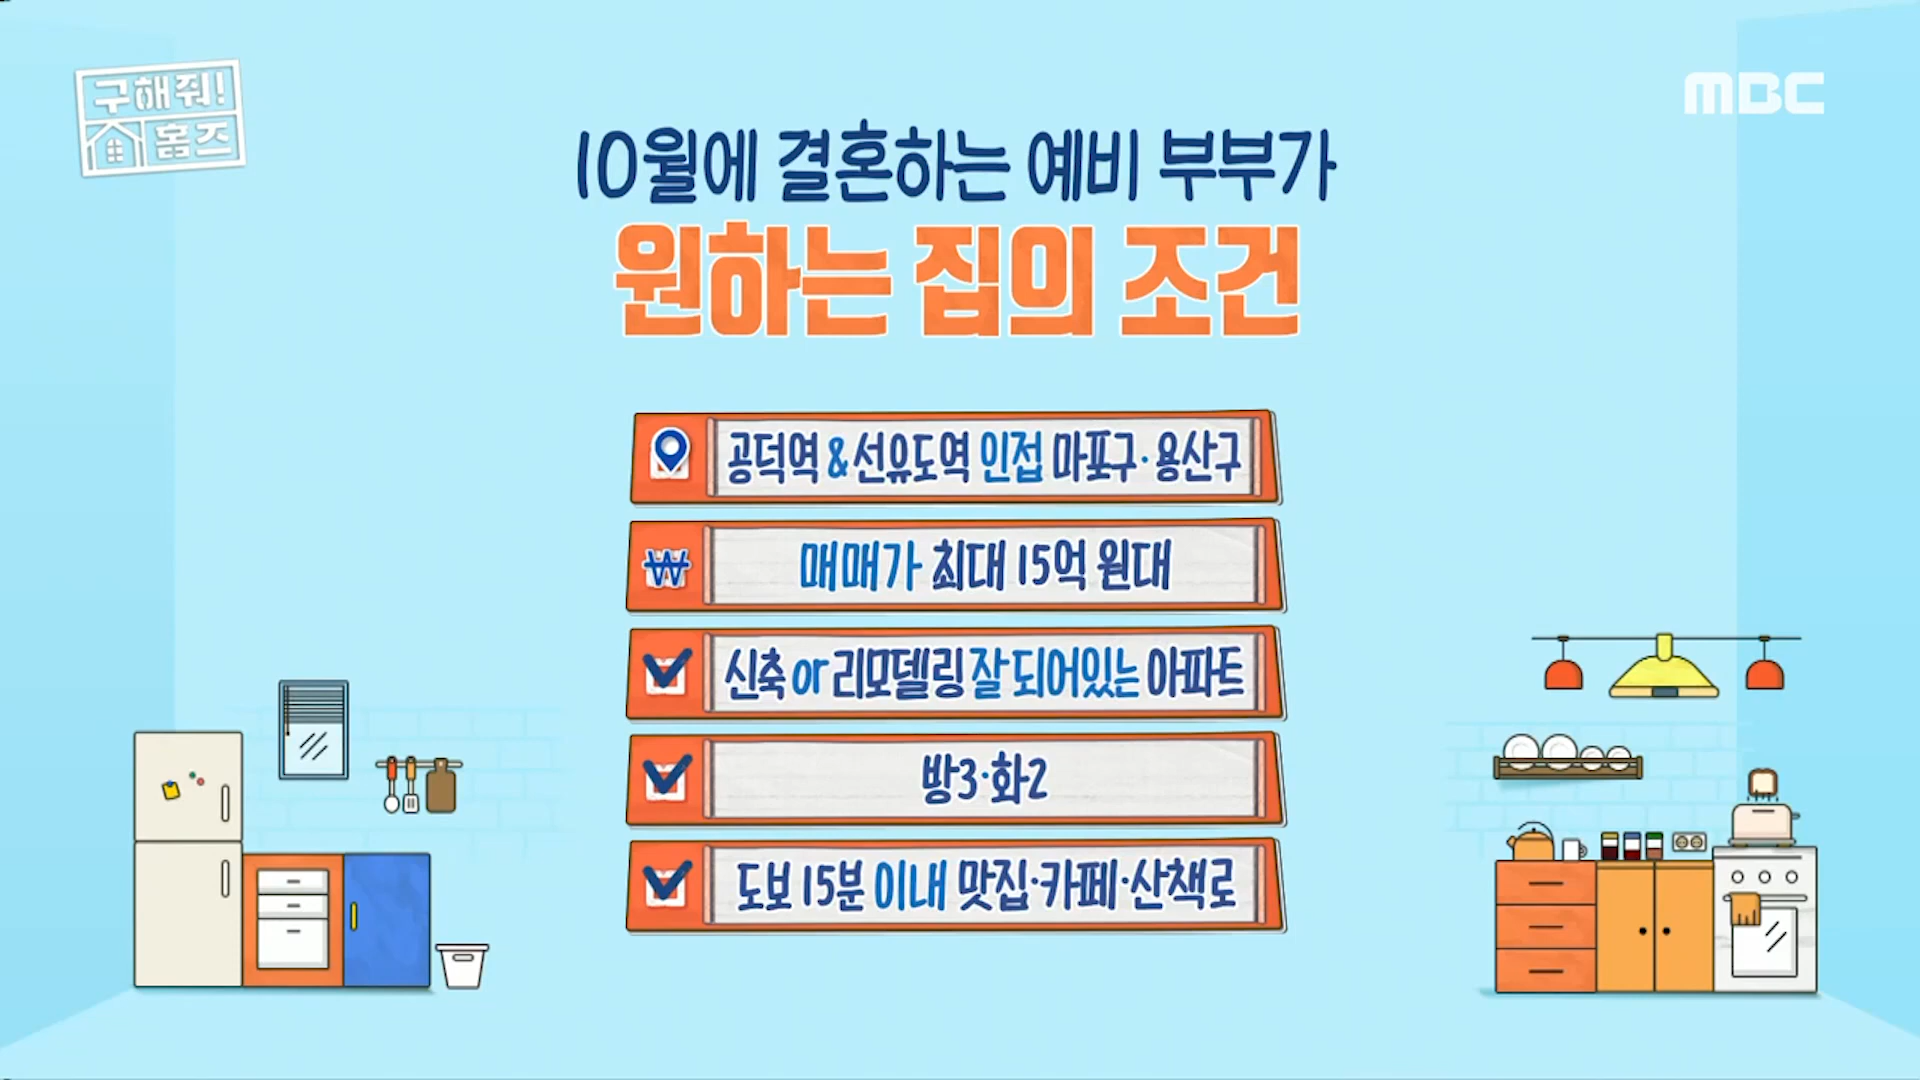 구해줘!
홈즈
MBC
10월에 결혼하는 예비 부부가
원하는 집의 조건
공덕역 & 선유도역 인접 마포구·용산구
₩ 매매가 최대 15억 원대
신축 or 리모델링 잘 되어있는 아파트
방3·화2
도보 15분 이내 맛집·카페·산책로